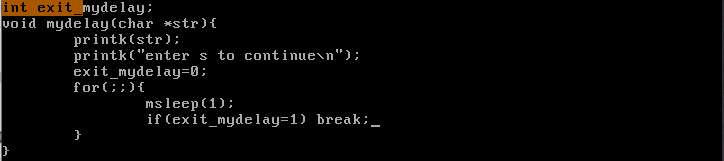 int exit_mydelay;
void mydelay(char *str){
        printk(str);
        printk("enter s to continue\n");
        exit_mydelay=0;
        for(;;){
                msleep(1);
                if(exit_mydelay=1) break;_
        }
}